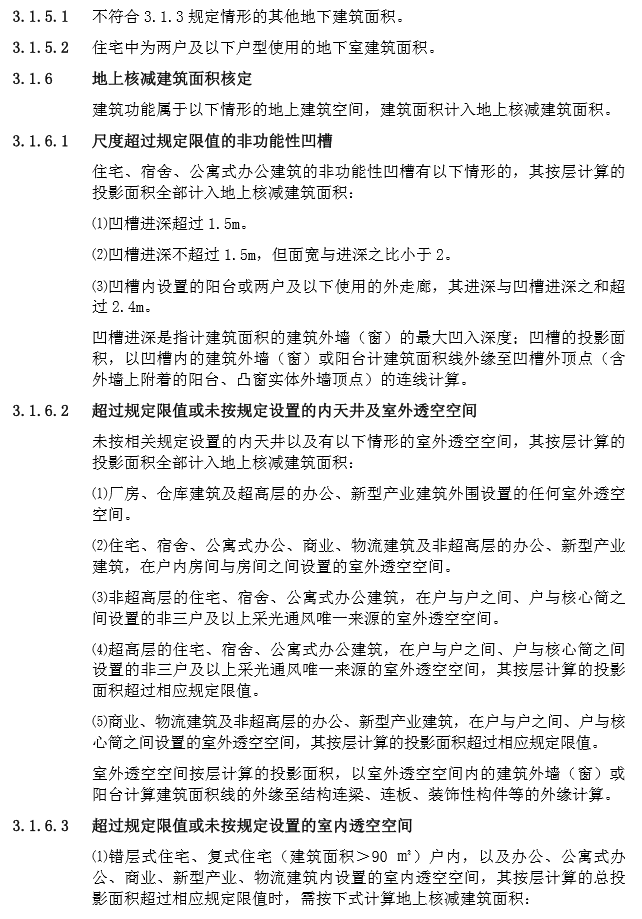 3.1.5.1 不符合 3.1.3 规定情形的其他地下建筑面积。
3.1.5.2 住宅中为两户及以下户型使用的地下室建筑面积。
3.1.6 地上核减建筑面积核定
建筑功能属于以下情形的地上建筑空间，建筑面积计入地上核减建筑面积。
3.1.6.1 尺度超过规定限值的非功能性凹槽
住宅、宿舍、公寓式办公建筑的非功能性凹槽有以下情形的，其按层计算的
投影面积全部计入地上核减建筑面积：
⑴凹槽进深超过 1.5m。
⑵凹槽进深不超过 1.5m，但面宽与进深之比小于 2。
⑶凹槽内设置的阳台或两户及以下使用的外走廊，其进深与凹槽进深之和超
过 2.4m。
凹槽进深是指计建筑面积的建筑外墙（窗）的最大凹入深度；凹槽的投影面
积，以凹槽内的建筑外墙（窗）或阳台计建筑面积线外缘至凹槽外顶点（含
外墙上附着的阳台、凸窗实体外墙顶点）的连线计算。
3.1.6.2 超过规定限值或未按规定设置的内天井及室外透空空间
未按相关规定设置的内天井以及有以下情形的室外透空空间，其按层计算的
投影面积全部计入地上核减建筑面积：
⑴厂房、仓库建筑及超高层的办公、新型产业建筑外围设置的任何室外透空
空间。
⑵住宅、宿舍、公寓式办公、商业、物流建筑及非超高层的办公、新型产业
建筑，在户内房间与房间之间设置的室外透空空间。
⑶非超高层的住宅、宿舍、公寓式办公建筑，在户与户之间、户与核心筒之
间设置的非三户及以上采光通风唯一来源的室外透空空间。
⑷超高层的住宅、宿舍、公寓式办公建筑，在户与户之间、户与核心筒之间
设置的非三户及以上采光通风唯一来源的室外透空空间，其按层计算的投影
面积超过相应规定限值。
⑸商业、物流建筑及非超高层的办公、新型产业建筑，在户与户之间、户与核
心筒之间设置的室外透空空间，其按层计算的投影面积超过相应规定限值。
室外透空空间按层计算的投影面积，以室外透空空间内的建筑外墙（窗）或
阳台计算建筑面积线的外缘至结构连梁、连板、装饰性构件等的外缘计算。
3.1.6.3 超过规定限值或未按规定设置的室内透空空间
⑴错层式住宅、复式住宅（建筑面积＞90 ㎡）户内，以及办公、公寓式办
公、商业、新型产业、物流建筑内设置的室内透空空间，其按层计算的总投
影面积超过相应规定限值时，需按下式计算地上核减建筑面积：